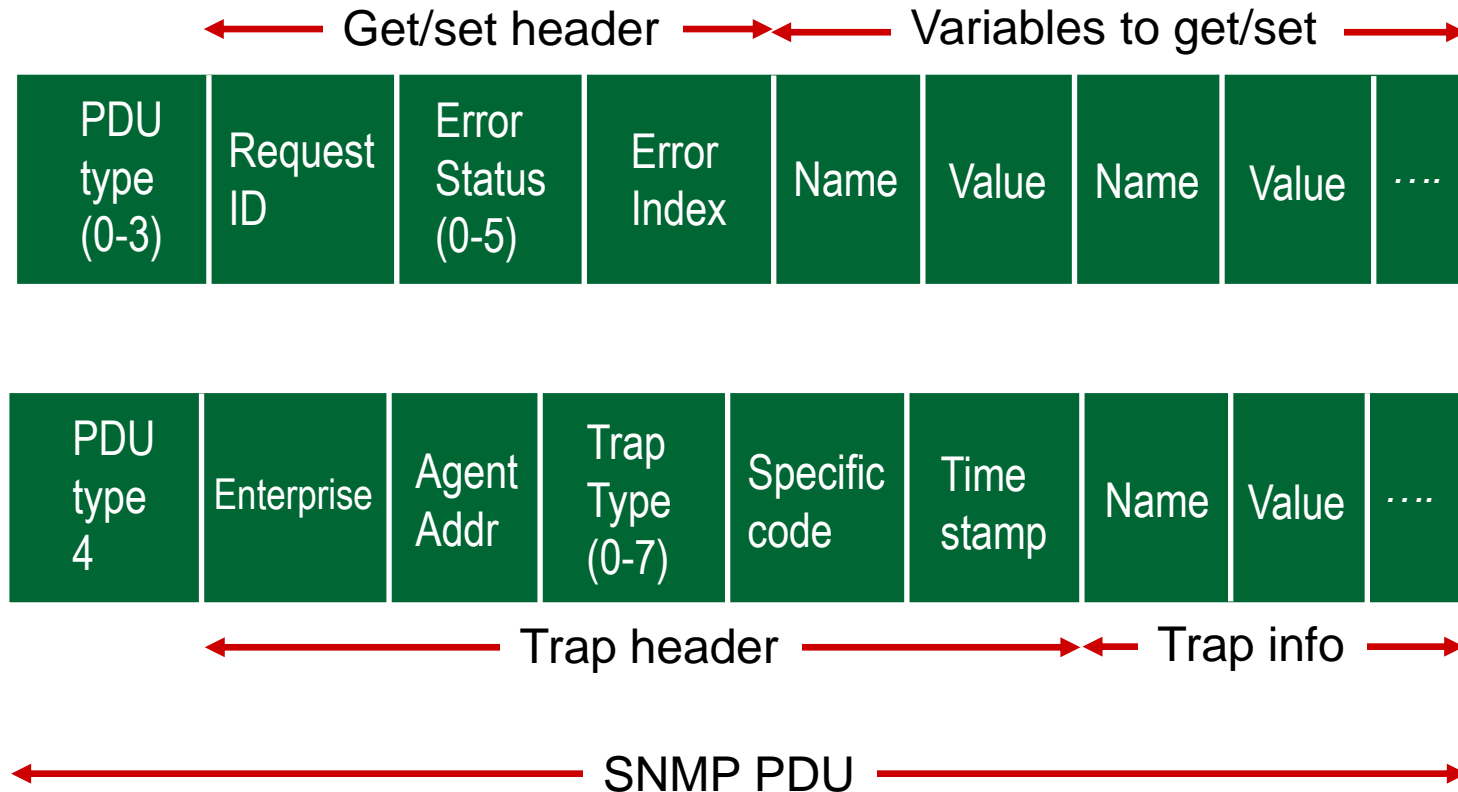 Get/set header
Variables to get/set
PDU
type
(0-3)
Request
ID
Error
Status
(0-5)
Error
Index
Name
Value
Name
Value
....
PDU
type
4
Enterprise
Agent
Addr
Trap
Type
(0-7)
Specific
code
Time
stamp
Name
Value
....
Trap header
Trap info
SNMP PDU